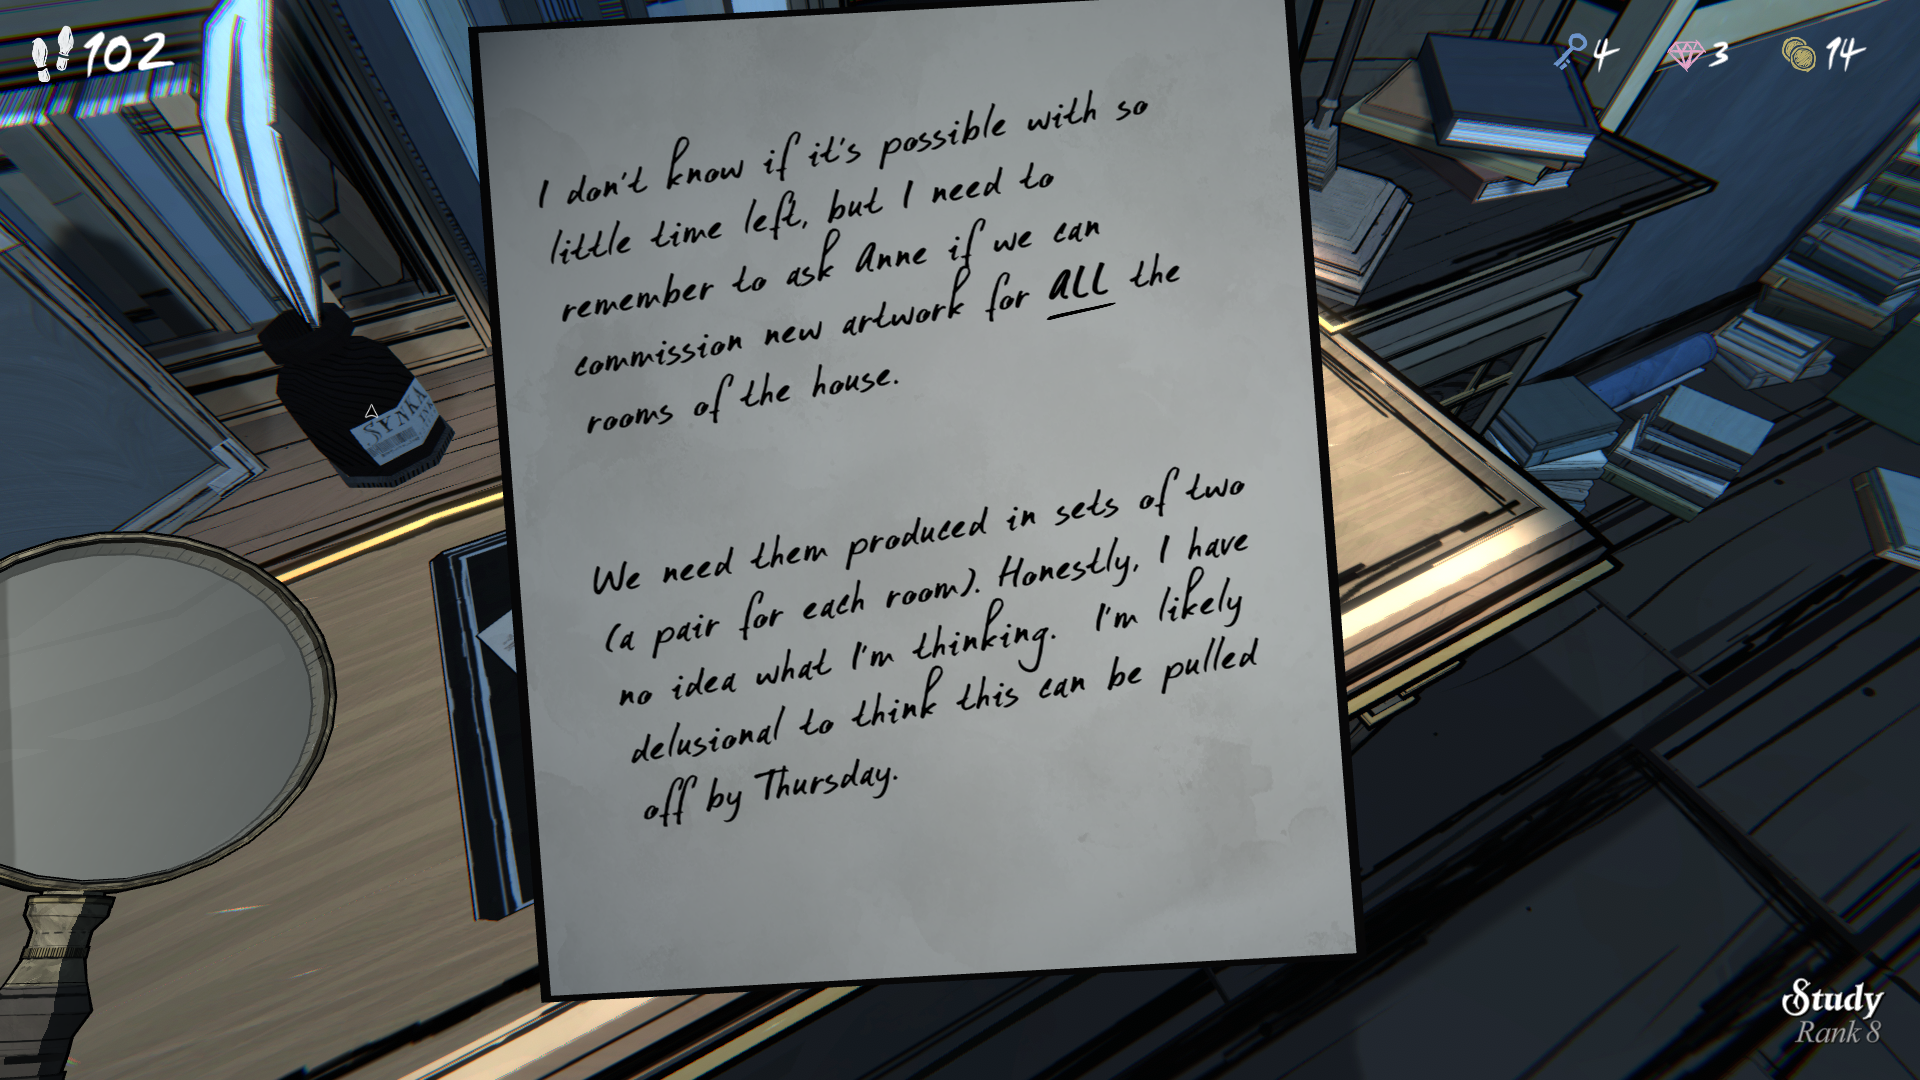 102
4
3
14
I don't know if it's possible with so
little time left, but I need to
remember to ask Anne if we can
commission new artwork for ALL the
rooms of the house.
We need them produced in sets of two
(a pair for each room). Honestly, I have
no idea what I'm thinking. I'm likely
delusional to think this can be pulled
off by Thursday.
Study
Rank 8